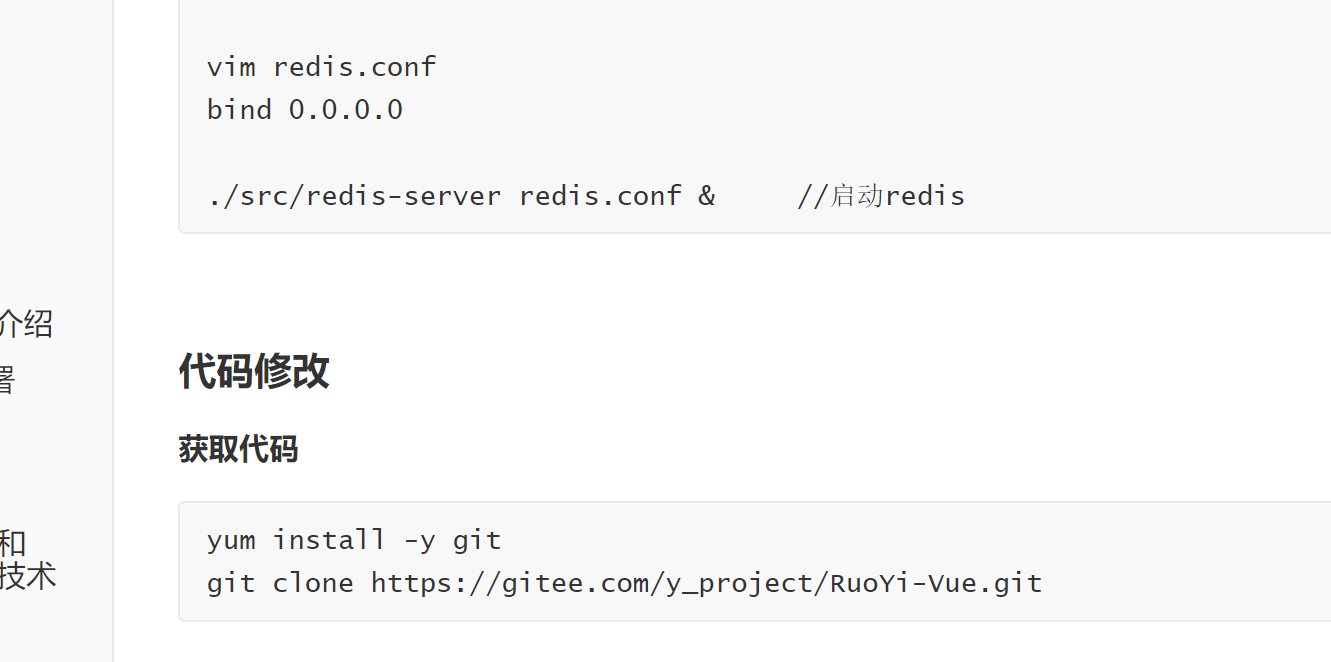 vim redis.conf
bind 0.0.0.0
./src/redis-server redis.conf & //启动redis
介绍
署
代码修改
获取代码
和
技术
yum install -y git
git clone https://gitee.com/y_project/RuoYi-Vue.git